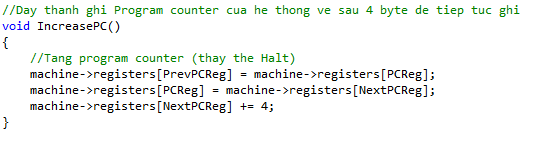 //Day thanh ghi Program counter cua he thong ve sau 4 byte de tiep tuc ghi
void IncreasePC()
{
//Tang program counter (thay the Halt)
machine->registers[PrevPCReg] = machine->registers[PCReg];
machine->registers[PCReg] = machine->registers[NextPCReg];
machine->registers[NextPCReg] += 4;
}